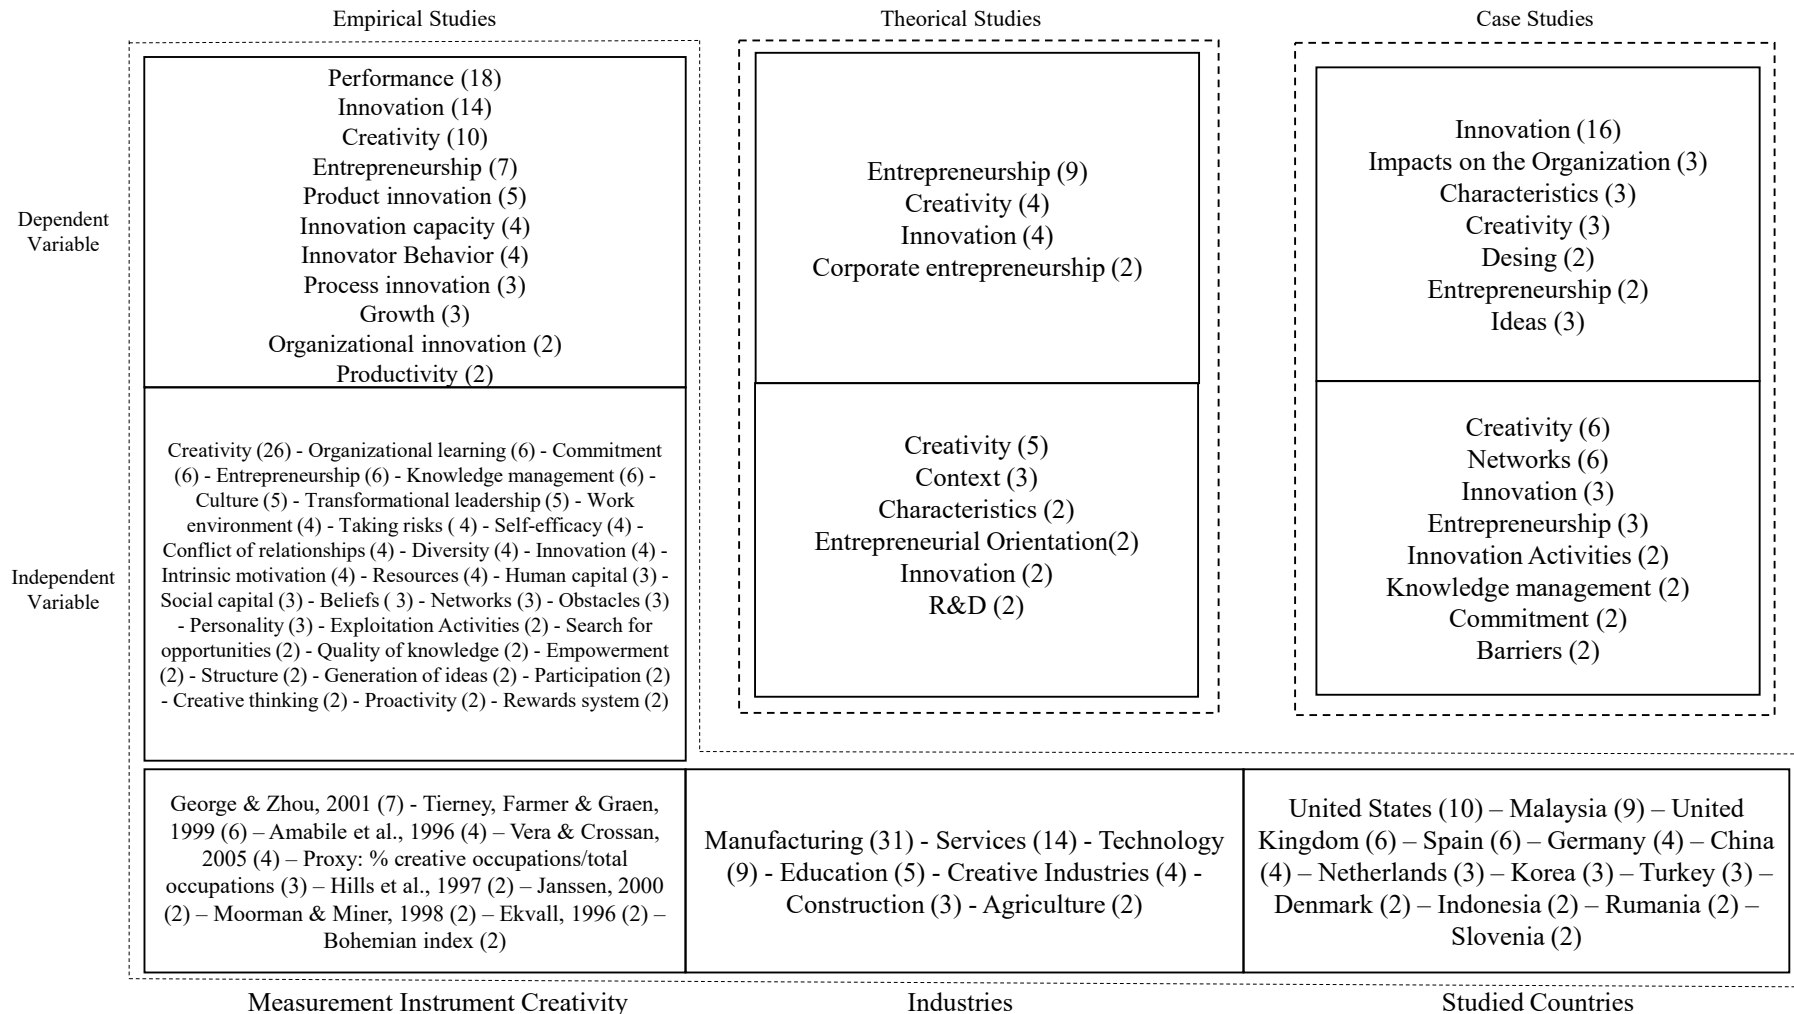 Empirical Studies
Theorical Studies
Case Studies
Dependent
Variable
Performance (18)
Innovation (14)
Creativity (10)
Entrepreneurship (7)
Product innovation (5)
Innovation capacity (4)
Innovator Behavior (4)
Process innovation (3)
Growth (3)
Organizational innovation (2)
Productivity (2)
Entrepreneurship (9)
Creativity (4)
Innovation (4)
Corporate entrepreneurship (2)
Innovation (16)
Impacts on the Organization (3)
Characteristics (3)
Creativity (3)
Desing (2)
Entrepreneurship (2)
Ideas (3)
Independent
Variable
Creativity (26) - Organizational learning (6) - Commitment
(6) - Entrepreneurship (6) - Knowledge management (6) -
Culture (5) - Transformational leadership (5) - Work
environment (4) - Taking risks ( 4) - Self-efficacy (4) -
Conflict of relationships (4) - Diversity (4) - Innovation (4) -
Intrinsic motivation (4) - Resources (4) - Human capital (3) -
Social capital (3) - Beliefs ( 3) - Networks (3) - Obstacles (3)
- Personality (3) - Exploitation Activities (2) - Search for
opportunities (2) - Quality of knowledge (2) - Empowerment
(2) - Structure (2) - Generation of ideas (2) - Participation (2)
- Creative thinking (2) - Proactivity (2) - Rewards system (2)
Creativity (5)
Context (3)
Characteristics (2)
Entrepreneurial Orientation(2)
Innovation (2)
R&D (2)
Creativity (6)
Networks (6)
Innovation (3)
Entrepreneurship (3)
Innovation Activities (2)
Knowledge management (2)
Commitment (2)
Barriers (2)
George & Zhou, 2001 (7) - Tierney, Farmer & Graen,
1999 (6) – Amabile et al., 1996 (4) – Vera & Crossan,
2005 (4) – Proxy: % creative occupations/total
occupations (3) – Hills et al., 1997 (2) – Janssen, 2000
(2) – Moorman & Miner, 1998 (2) – Ekvall, 1996 (2) –
Bohemian index (2)
Manufacturing (31) - Services (14) - Technology
(9) - Education (5) - Creative Industries (4) -
Construction (3) - Agriculture (2)
United States (10) – Malaysia (9) – United
Kingdom (6) – Spain (6) – Germany (4) – China
(4) – Netherlands (3) – Korea (3) – Turkey (3) –
Denmark (2) – Indonesia (2) – Rumania (2) –
Slovenia (2)
Measurement Instrument Creativity
Industries
Studied Countries